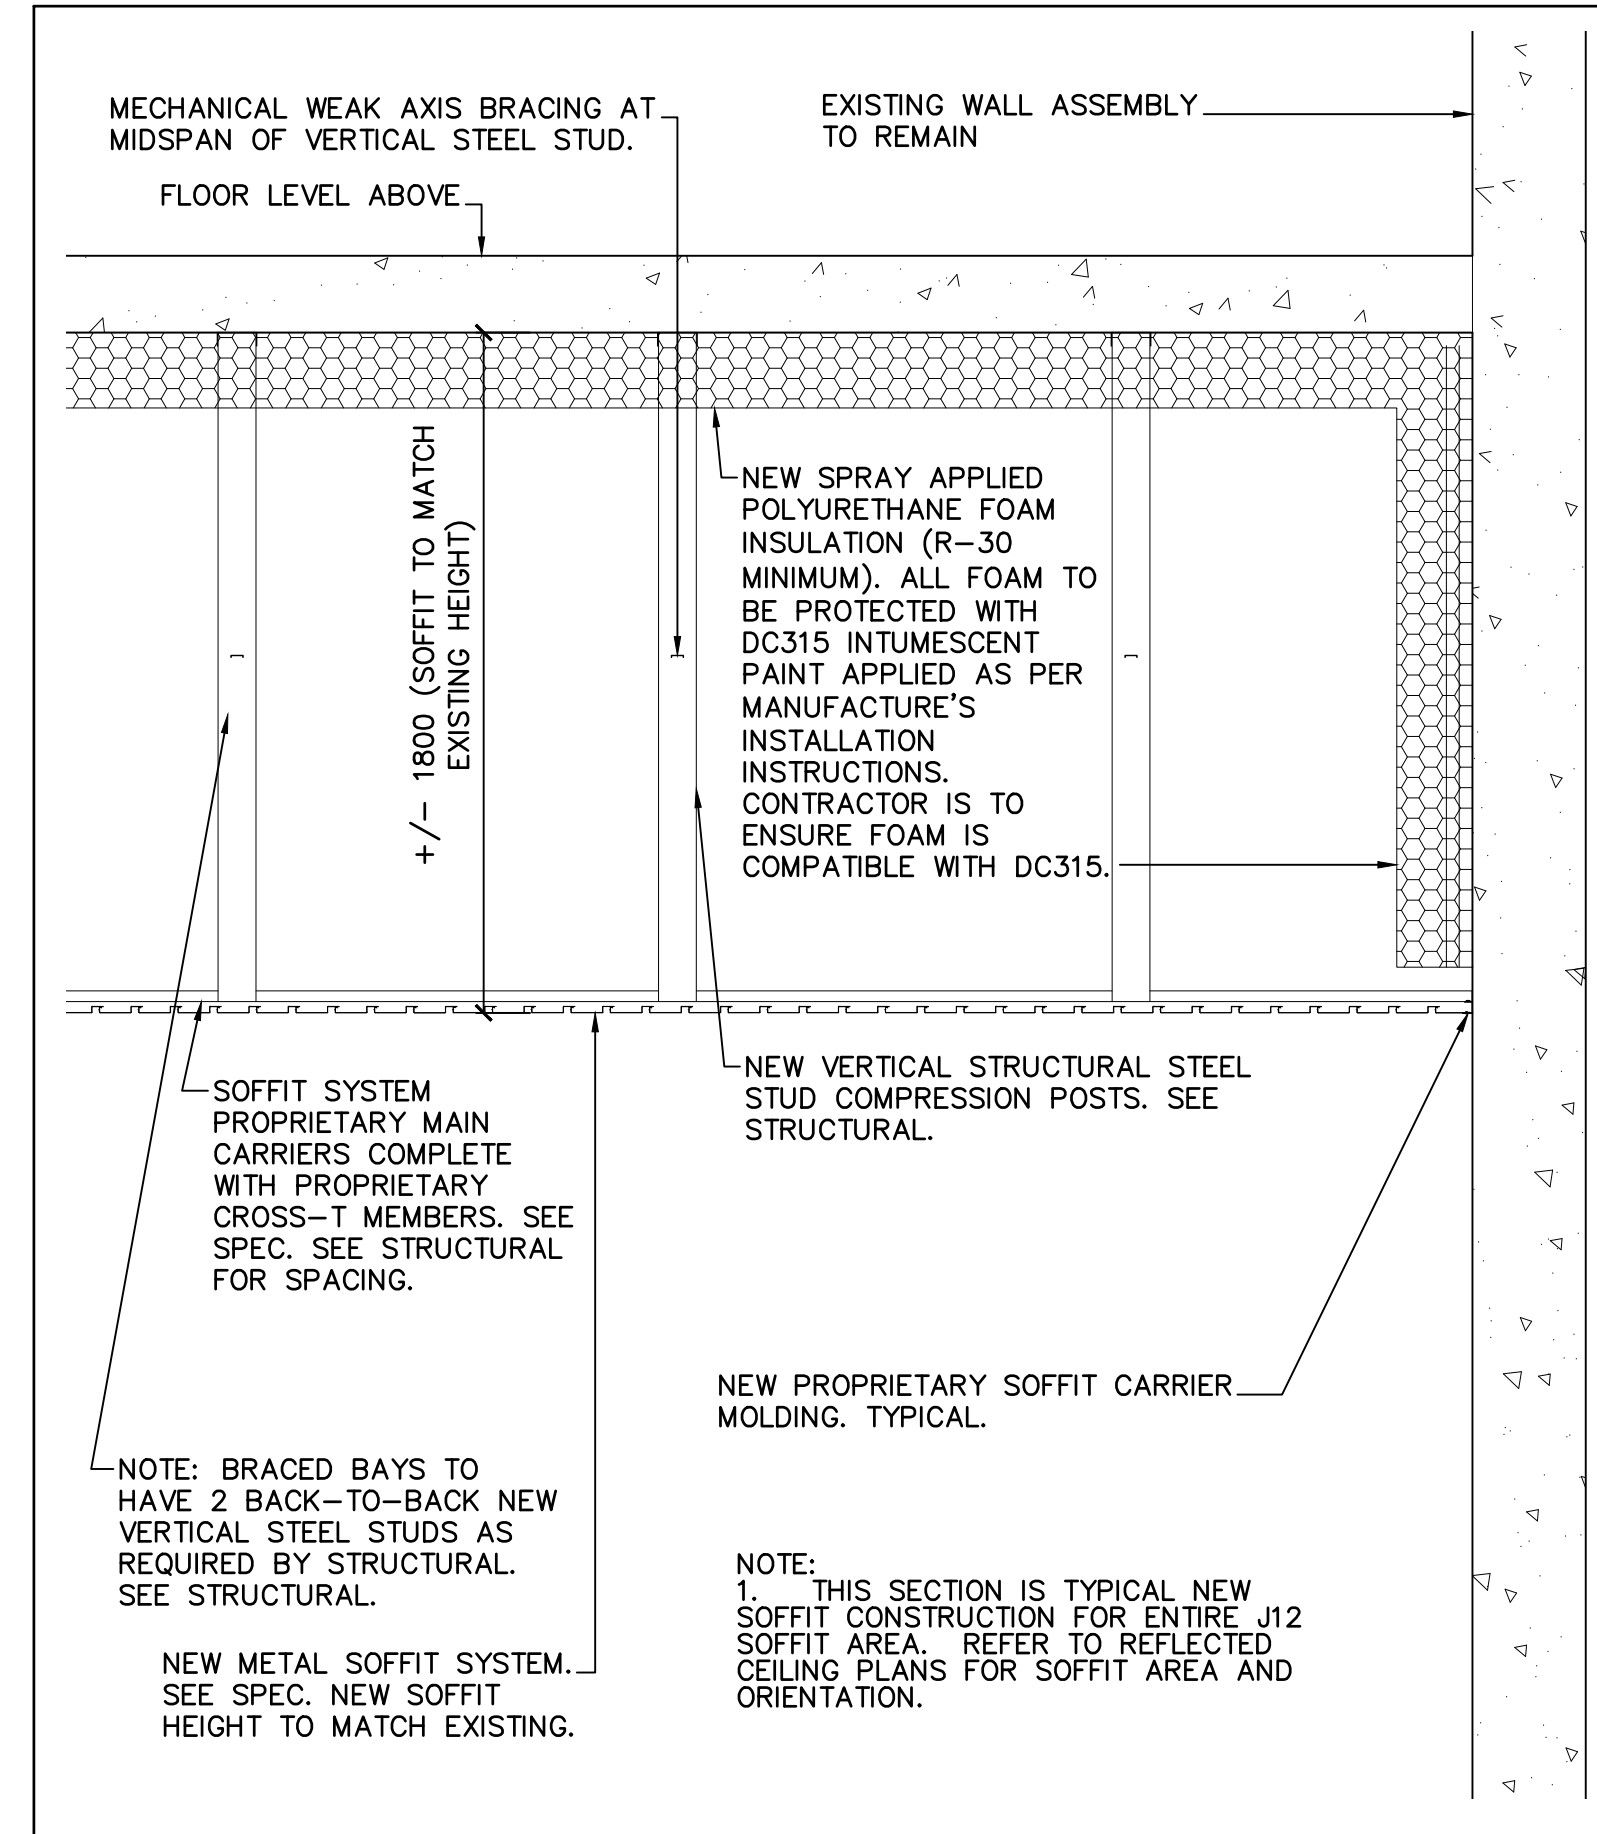 MECHANICAL WEAK AXIS BRACING AT
MIDSPAN OF VERTICAL STEEL STUD.
EXISTING WALL ASSEMBLY
TO REMAIN
FLOOR LEVEL ABOVE
+/- 1800 (SOFFIT TO MATCH
EXISTING HEIGHT)
NEW SPRAY APPLIED
POLYURETHANE FOAM
INSULATION (R-30
MINIMUM). ALL FOAM TO
BE PROTECTED WITH
DC315 INTUMESCENT
PAINT APPLIED AS PER
MANUFACTURE'S
INSTALLATION
INSTRUCTIONS.
CONTRACTOR IS TO
ENSURE FOAM IS
COMPATIBLE WITH DC315.
NEW VERTICAL STRUCTURAL STEEL
STUD COMPRESSION POSTS. SEE
STRUCTURAL.
SOFFIT SYSTEM
PROPRIETARY MAIN
CARRIERS COMPLETE
WITH PROPRIETARY
CROSS-T MEMBERS. SEE
SPEC. SEE STRUCTURAL
FOR SPACING.
NEW PROPRIETARY SOFFIT CARRIER
MOLDING. TYPICAL.
NOTE: BRACED BAYS TO
HAVE 2 BACK-TO-BACK NEW
VERTICAL STEEL STUDS AS
REQUIRED BY STRUCTURAL.
SEE STRUCTURAL.
NEW METAL SOFFIT SYSTEM.
SEE SPEC. NEW SOFFIT
HEIGHT TO MATCH EXISTING.
NOTE:
1. THIS SECTION IS TYPICAL NEW
SOFFIT CONSTRUCTION FOR ENTIRE J12
SOFFIT AREA. REFER TO REFLECTED
CEILING PLANS FOR SOFFIT AREA AND
ORIENTATION.